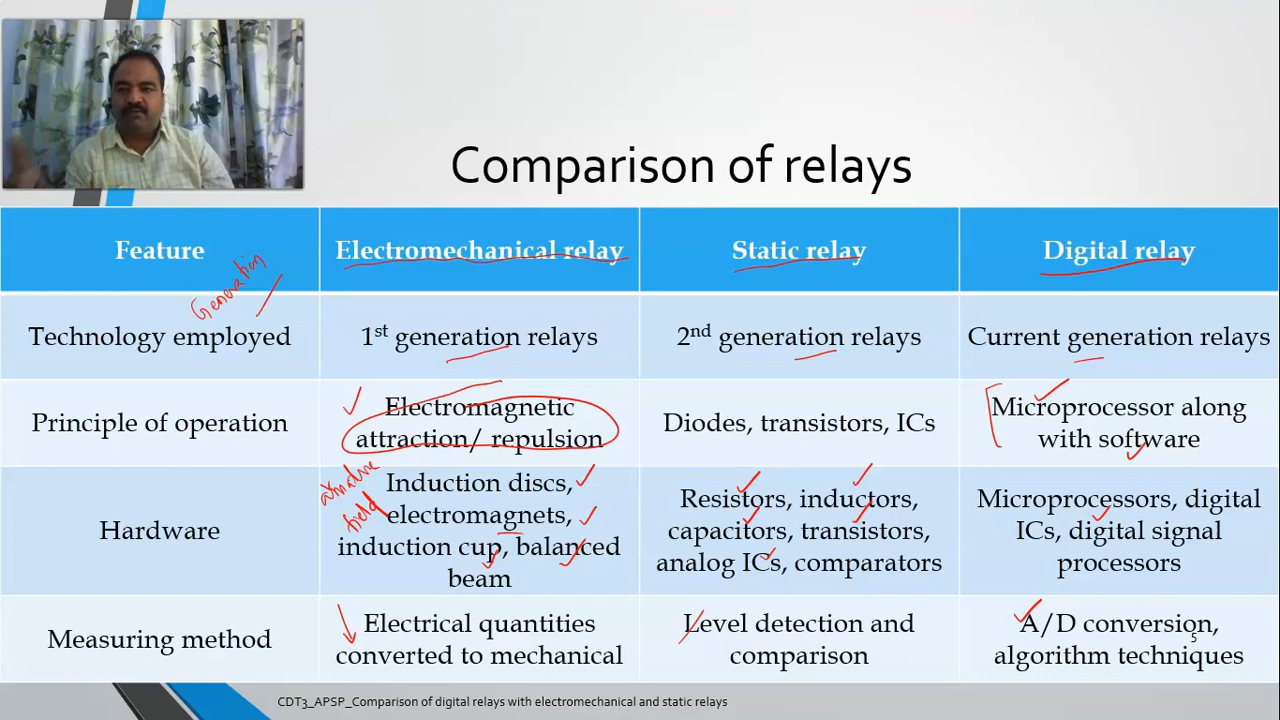 Comparison of relays
Feature
Electromechanical relay
Static relay
Digital relay
Generation
Technology employed
1st generation relays
2nd generation relays
Current generation relays
Principle of operation
Electromagnetic
attraction/ repulsion
Diodes, transistors, ICs
Microprocessor along
with software
Hardware
field
Induction discs,
electromagnets,
induction cup, balanced
beam
Resistors, inductors,
capacitors, transistors,
analog ICs, comparators
Microprocessors, digital
ICs, digital signal
processors
Measuring method
Electrical quantities
converted to mechanical
Level detection and
comparison
A/D conversion,
algorithm techniques
CDT3_APSP_Comparison of digital relays with electromechanical and static relays